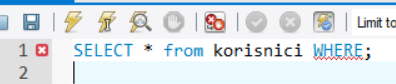 Limit to
1 SELECT * from korisnici WHERE;
2